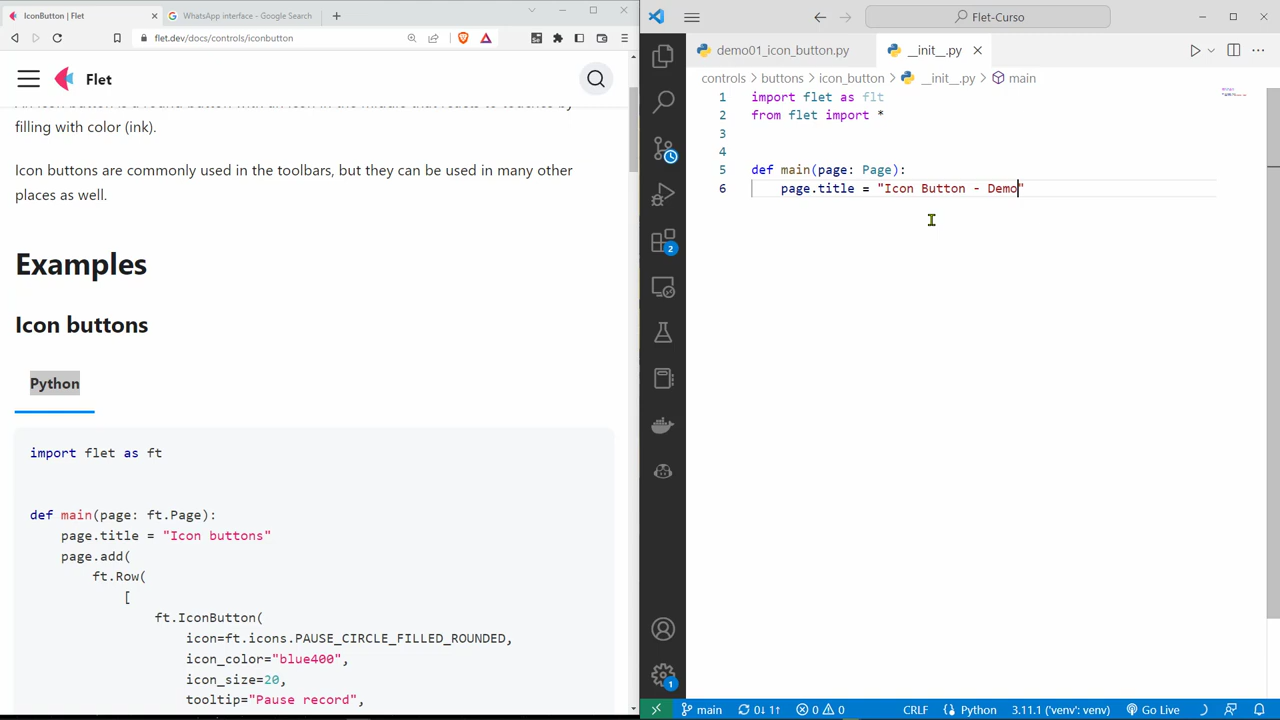 IconButton | Flet
WhatsApp interface - Google Search
flet.dev/docs/controls/iconbutton
Flet
filling with color (ink).
Icon buttons are commonly used in the toolbars, but they can be used in many other
places as well.
Examples
Icon buttons
Python
import flet as ft
def main(page: ft.Page):
page.title = "Icon buttons"
page.add(
ft.Row(
[
ft.IconButton(
icon=ft.icons.PAUSE_CIRCLE_FILLED_ROUNDED,
icon_color="blue400",
icon_size=20,
tooltip="Pause record",
Flet-Curso
demo01_icon_button.py
__init__.py
controls > buttons > icon_button > __init__.py > main
1 import flet as flt
2 from flet import *
3
4
5 def main(page: Page):
6 page.title = "Icon Button - Demo"
2
1
main 0↓ 1↑ 0 0 CRLF Python 3.11.1 ('venv': venv) Go Live